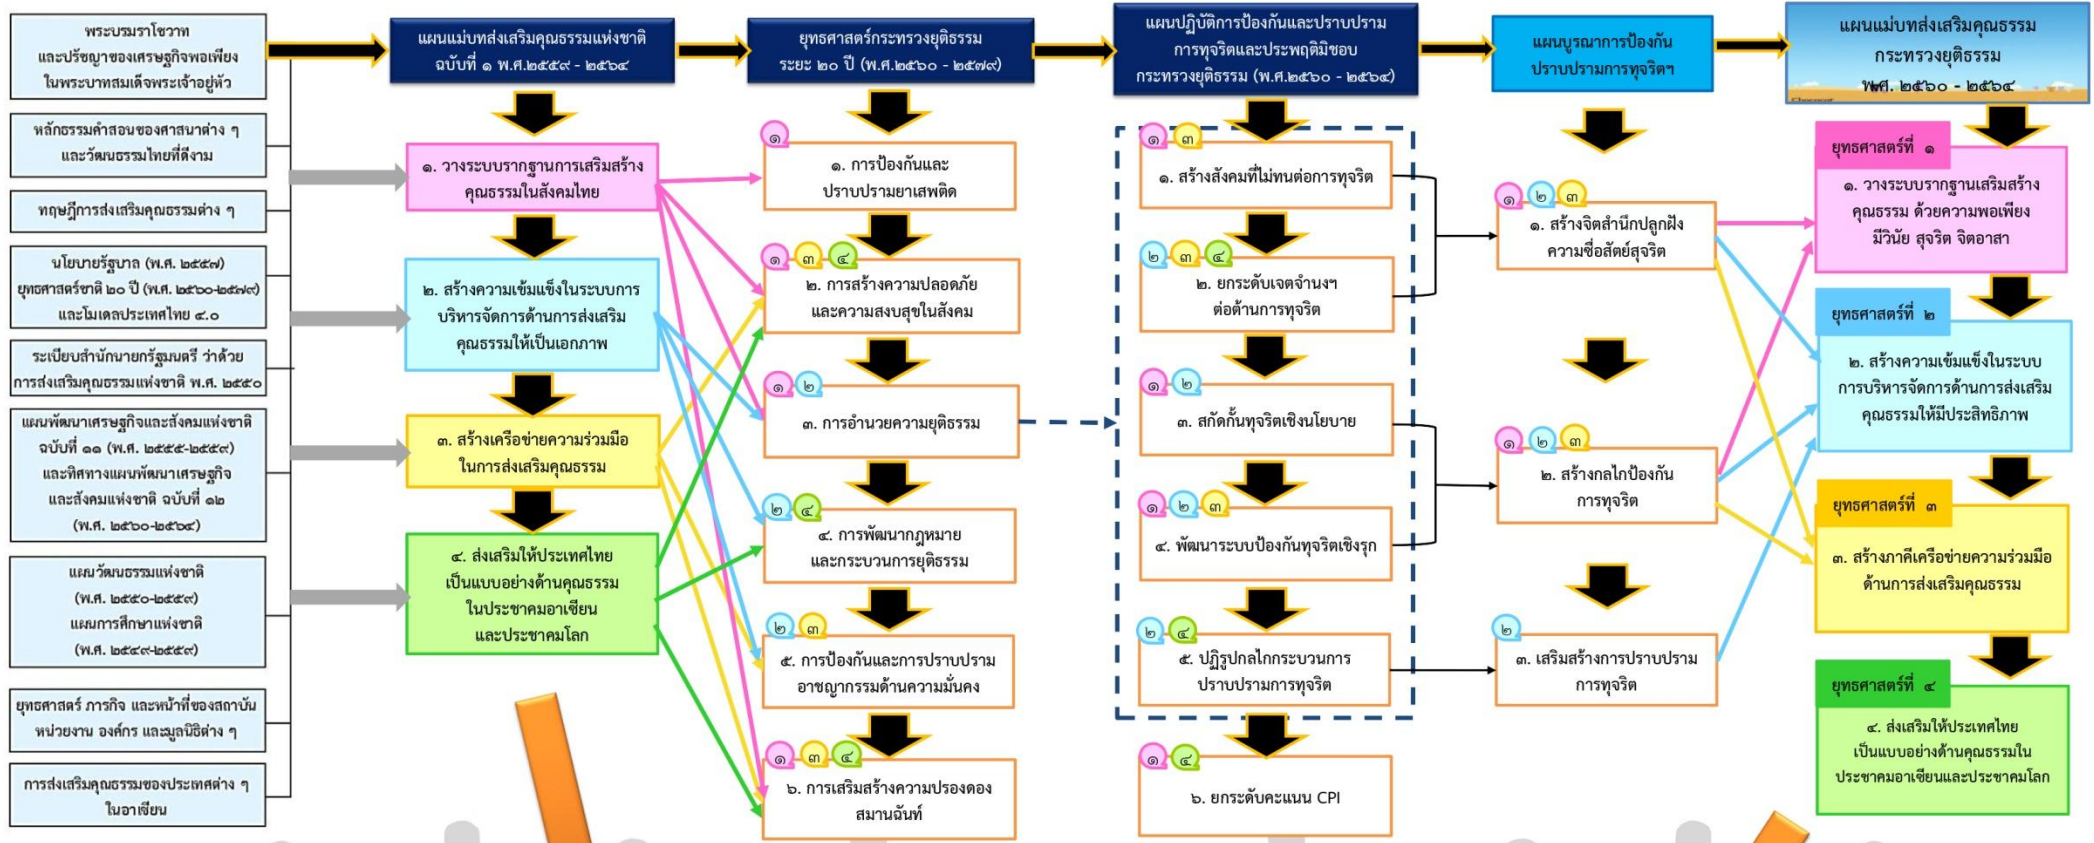 พระบรมราโชวาท
และปรัชญาของเศรษฐกิจพอเพียง
ในพระบาทสมเด็จพระเจ้าอยู่หัว
หลักธรรมคำสอนของศาสนาต่าง ๆ
และวัฒนธรรมไทยที่ดีงาม
ทฤษฎีการส่งเสริมคุณธรรมต่าง ๆ
นโยบายรัฐบาล (พ.ศ. ๒๕๕๗)
ยุทธศาสตร์ชาติ ๒๐ ปี (พ.ศ. ๒๕๖๐-๒๕๗๙)
และโมเดลประเทศไทย ๔.๐
ระเบียบสำนักนายกรัฐมนตรี ว่าด้วย
การส่งเสริมคุณธรรมแห่งชาติ พ.ศ. ๒๕๕๐
แผนพัฒนาเศรษฐกิจและสังคมแห่งชาติ
ฉบับที่ ๑๑ (พ.ศ. ๒๕๕๕-๒๕๕๙)
และทิศทางแผนพัฒนาเศรษฐกิจ
และสังคมแห่งชาติ ฉบับที่ ๑๒
(พ.ศ. ๒๕๖๐-๒๕๖๔)
แผนวัฒนธรรมแห่งชาติ
(พ.ศ. ๒๕๕๐-๒๕๕๙)
แผนการศึกษาแห่งชาติ
(พ.ศ. ๒๕๔๙-๒๕๕๙)
ยุทธศาสตร์ ภารกิจ และหน้าที่ของสถาบัน
หน่วยงาน องค์กร และมูลนิธิต่าง ๆ
การส่งเสริมคุณธรรมของประเทศต่าง ๆ
ในอาเซียน
แผนแม่บทส่งเสริมคุณธรรมแห่งชาติ
ฉบับที่ ๑ พ.ศ.๒๕๕๙ - ๒๕๖๔
๑. วางระบบรากฐานการเสริมสร้าง
คุณธรรมในสังคมไทย
๒. สร้างความเข้มแข็งในระบบการ
บริหารจัดการด้านการส่งเสริม
คุณธรรมให้เป็นเอกภาพ
๓. สร้างเครือข่ายความร่วมมือ
ในการส่งเสริมคุณธรรม
๔. ส่งเสริมให้ประเทศไทย
เป็นแบบอย่างด้านคุณธรรม
ในประชาคมอาเซียน
และประชาคมโลก
ยุทธศาสตร์กระทรวงยุติธรรม
ระยะ ๒๐ ปี (พ.ศ.๒๕๖๐ - ๒๕๗๙)
๑
๑. การป้องกันและ
ปราบปรามยาเสพติด
๑ ๓ ๔
๒. การสร้างความปลอดภัย
และความสงบสุขในสังคม
๑ ๒
๓. การอำนวยความยุติธรรม
๒ ๔
๔. การพัฒนากฎหมาย
และกระบวนการยุติธรรม
๒ ๓
๕. การป้องกันและการปราบปราม
อาชญากรรมด้านความมั่นคง
๑ ๓ ๔
๖. การเสริมสร้างความปรองดอง
สมานฉันท์
แผนปฏิบัติการป้องกันและปราบปราม
การทุจริตและประพฤติมิชอบ
กระทรวงยุติธรรม (พ.ศ.๒๕๖๐ - ๒๕๖๔)
๑ ๓
๑. สร้างสังคมที่ไม่ทนต่อการทุจริต
๒ ๓ ๔
๒. ยกระดับเจตจำนงฯ
ต่อต้านการทุจริต
๑ ๒
๓. สกัดกั้นทุจริตเชิงนโยบาย
๑ ๒ ๓
๔. พัฒนาระบบป้องกันทุจริตเชิงรุก
๒ ๔
๕. ปฏิรูปกลไกกระบวนการ
ปราบปรามการทุจริต
๑ ๔
๖. ยกระดับคะแนน CPI
แผนบูรณาการป้องกัน
ปราบปรามการทุจริตฯ
๑ ๒ ๓
๑. สร้างจิตสำนึกปลูกฝัง
ความซื่อสัตย์สุจริต
๑ ๒ ๓
๒. สร้างกลไกป้องกัน
การทุจริต
๒
๓. เสริมสร้างการปราบปราม
การทุจริต
แผนแม่บทส่งเสริมคุณธรรม
กระทรวงยุติธรรม
พ.ศ. ๒๕๖๐ - ๒๕๖๔
ยุทธศาสตร์ที่ ๑
๑. วางระบบรากฐานเสริมสร้าง
คุณธรรม ด้วยความพอเพียง
มีวินัย สุจริต จิตอาสา
ยุทธศาสตร์ที่ ๒
๒. สร้างความเข้มแข็งในระบบ
การบริหารจัดการด้านการส่งเสริม
คุณธรรมให้มีประสิทธิภาพ
ยุทธศาสตร์ที่ ๓
๓. สร้างภาคีเครือข่ายความร่วมมือ
ด้านการส่งเสริมคุณธรรม
ยุทธศาสตร์ที่ ๔
๔. ส่งเสริมให้ประเทศไทย
เป็นแบบอย่างด้านคุณธรรมใน
ประชาคมอาเซียนและประชาคมโลก